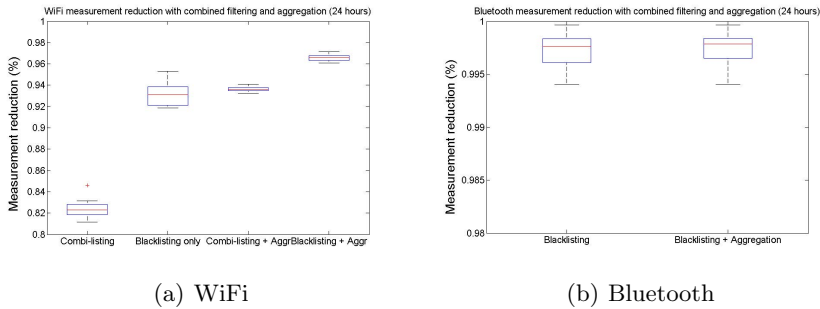 WiFi measurement reduction with combined filtering and aggregation (24 hours)
Measurement reduction (%)
1
0.98
0.96
0.94
0.92
0.9
0.88
0.86
0.84
0.82
0.8
Combi-listing Blacklisting only Combi-listing + Aggr Blacklisting + Aggr
(a) WiFi
Bluetooth measurement reduction with combined filtering and aggregation (24 hours)
Measurement reduction (%)
1
0.995
0.99
0.985
0.98
Blacklisting Blacklisting + Aggregation
(b) Bluetooth